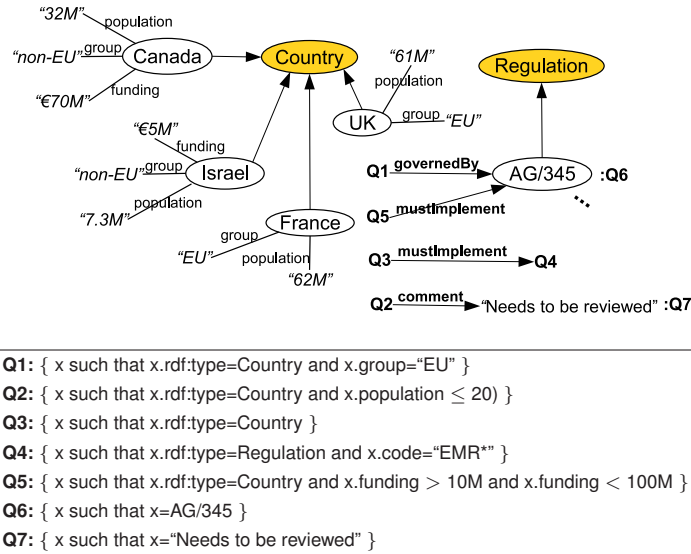 “32M”
population
“non-EU” group Canada
Country
“61M”
population
Regulation
“€70M” funding
UK group “EU”
“€5M”
funding
“non-EU” group Israel
Q1 governedBy AG/345 :Q6
population
“7.3M”
...
France
Q5 mustImplement
group
“EU” population
“62M”
Q3 mustImplement Q4
Q2 comment “Needs to be reviewed” :Q7
Q1: { x such that x.rdf:type=Country and x.group=“EU” }
Q2: { x such that x.rdf:type=Country and x.population ≤ 20) }
Q3: { x such that x.rdf:type=Country }
Q4: { x such that x.rdf:type=Regulation and x.code=“EMR*” }
Q5: { x such that x.rdf:type=Country and x.funding > 10M and x.funding < 100M }
Q6: { x such that x=AG/345 }
Q7: { x such that x=“Needs to be reviewed” }